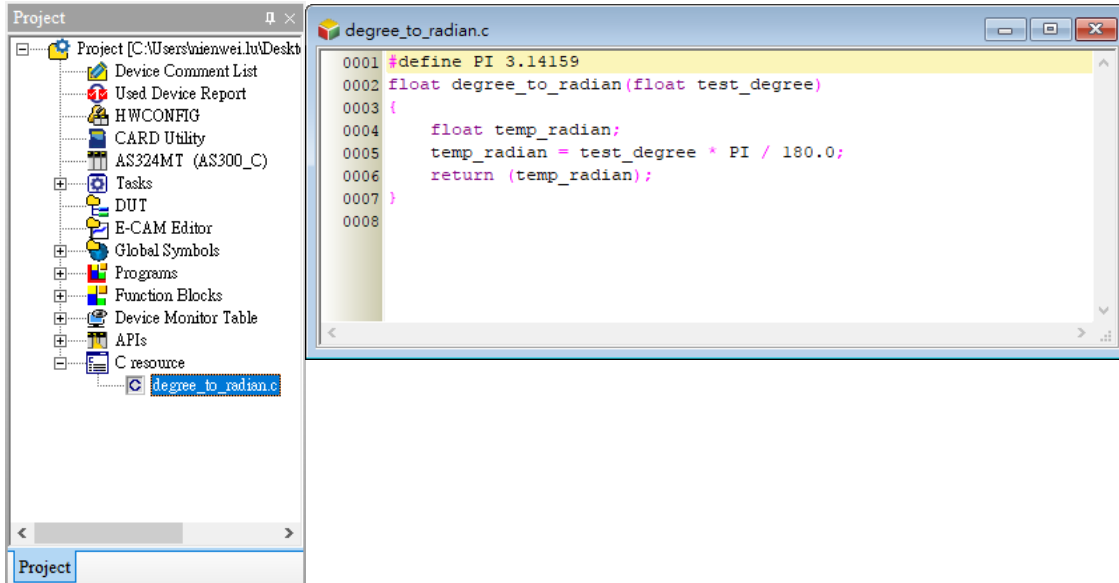 Project
Project [C:\Users\nienwei.lu\Deskt
Device Comment List
Used Device Report
HWCONFIG
CARD Utility
AS324MT (AS300_C)
Tasks
DUT
E-CAM Editor
Global Symbols
Programs
Function Blocks
Device Monitor Table
APIs
C resource
C degree_to_radian.c
Project
degree_to_radian.c
0001 #define PI 3.14159
0002 float degree_to_radian(float test_degree)
0003 {
0004     float temp_radian;
0005     temp_radian = test_degree * PI / 180.0;
0006     return (temp_radian);
0007 }
0008